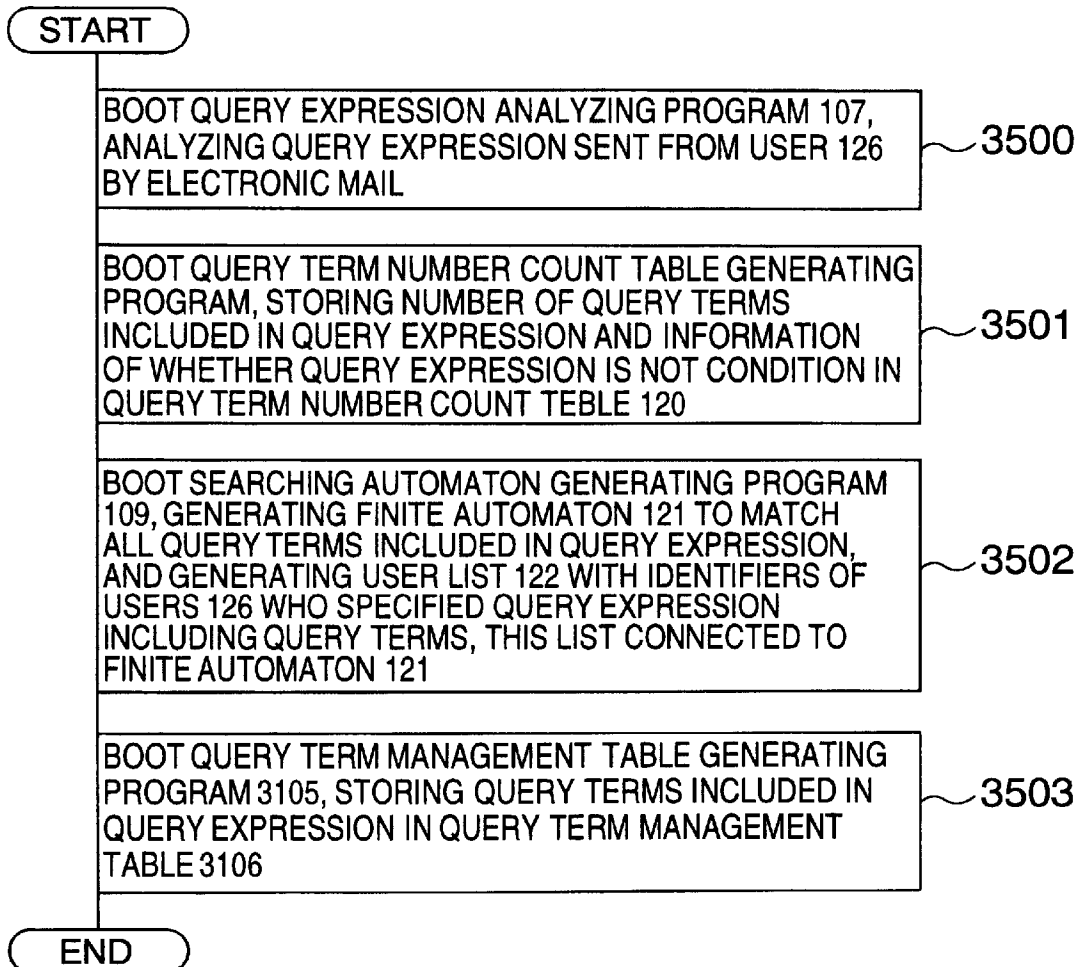 START
BOOT QUERY EXPRESSION ANALYZING PROGRAM 107,
ANALYZING QUERY EXPRESSION SENT FROM USER 126
BY ELECTRONIC MAIL
3500
BOOT QUERY TERM NUMBER COUNT TABLE GENERATING
PROGRAM, STORING NUMBER OF QUERY TERMS
INCLUDED IN QUERY EXPRESSION AND INFORMATION
OF WHETHER QUERY EXPRESSION IS NOT CONDITION IN
QUERY TERM NUMBER COUNT TEBLE 120
3501
BOOT SEARCHING AUTOMATON GENERATING PROGRAM
109, GENERATING FINITE AUTOMATON 121 TO MATCH
ALL QUERY TERMS INCLUDED IN QUERY EXPRESSION,
AND GENERATING USER LIST 122 WITH IDENTIFIERS OF
USERS 126 WHO SPECIFIED QUERY EXPRESSION
INCLUDING QUERY TERMS, THIS LIST CONNECTED TO
FINITE AUTOMATON 121
3502
BOOT QUERY TERM MANAGEMENT TABLE GENERATING
PROGRAM 3105, STORING QUERY TERMS INCLUDED IN
QUERY EXPRESSION IN QUERY TERM MANAGEMENT
TABLE 3106
3503
END